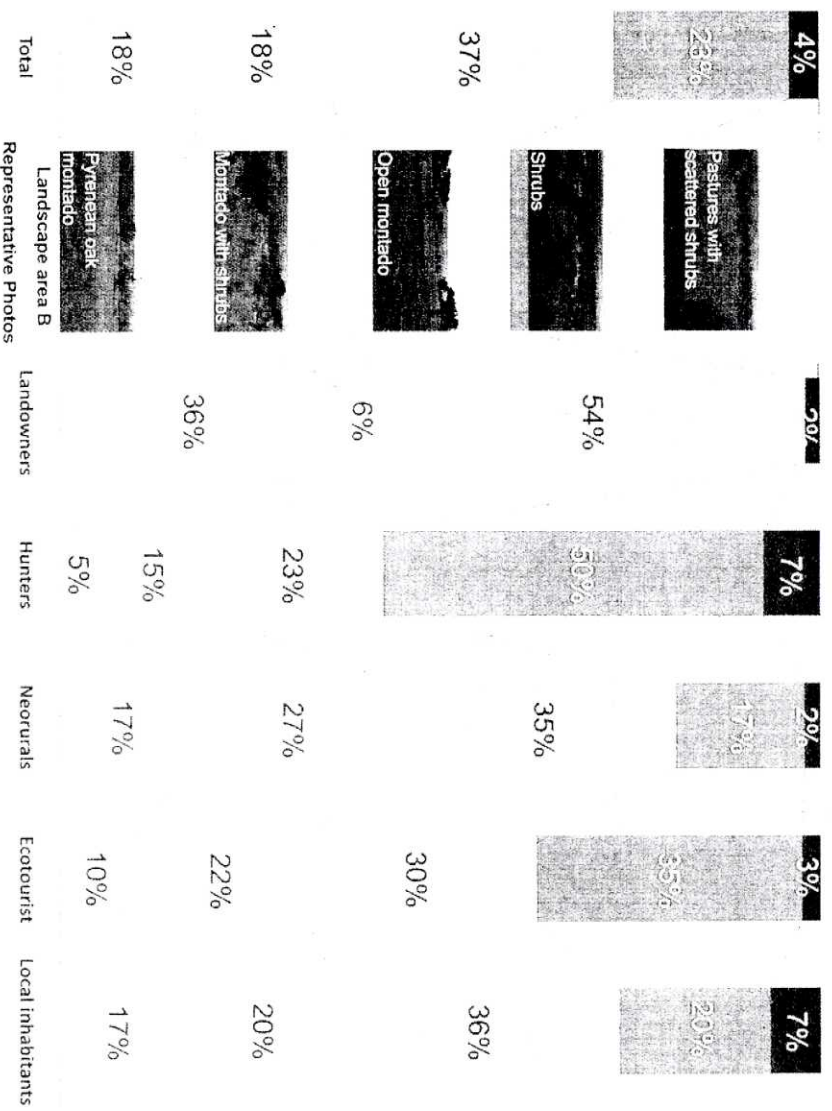 4%
23%
37%
18%
18%
Total
Pastures with
scattered shrubs
Shrubs
Open montado
Montado with shrubs
Pyrenean oak
montado
Landscape area B
Representative Photos
2%
54%
6%
36%
Landowners
7%
50%
23%
15%
5%
Hunters
2%
17%
35%
27%
17%
Neorurals
3%
35%
30%
22%
10%
Ecotourist
7%
20%
36%
20%
17%
Local inhabitants